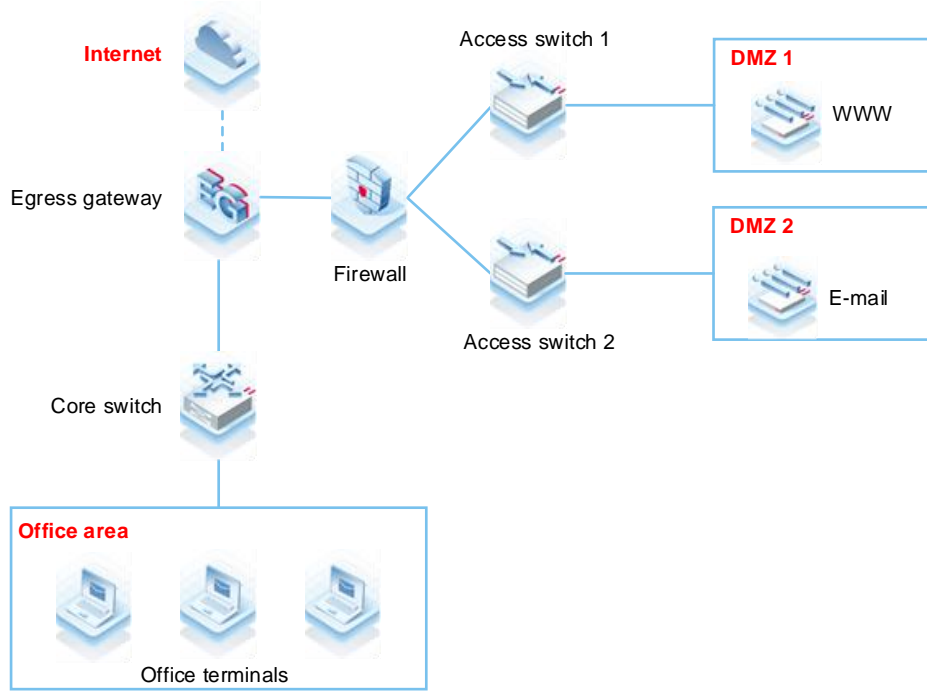 Internet
Access switch 1
DMZ 1
WWW
Egress gateway
EG
Firewall
DMZ 2
E-mail
Access switch 2
Core switch
Office area
Office terminals